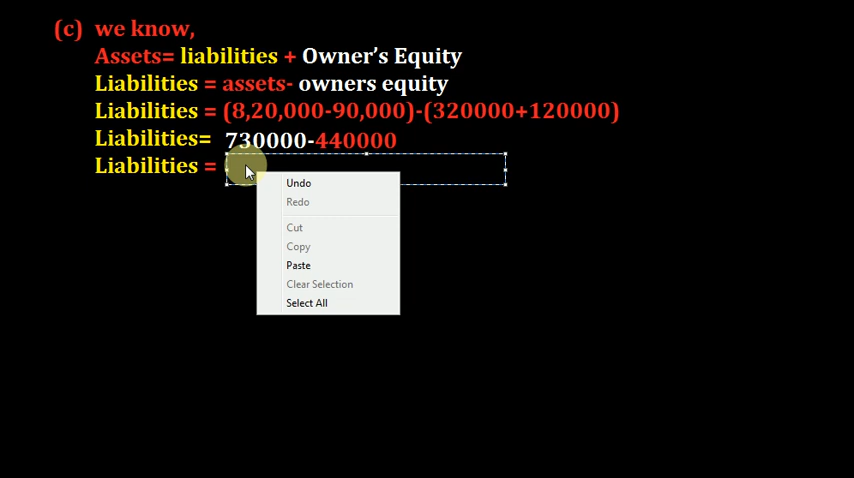 (c) we know,
Assets= liabilities + Owner’s Equity
Liabilities = assets- owners equity
Liabilities = (8,20,000-90,000)-(320000+120000)
Liabilities= 730000-440000
Liabilities =
Undo
Redo
Cut
Copy
Paste
Clear Selection
Select All